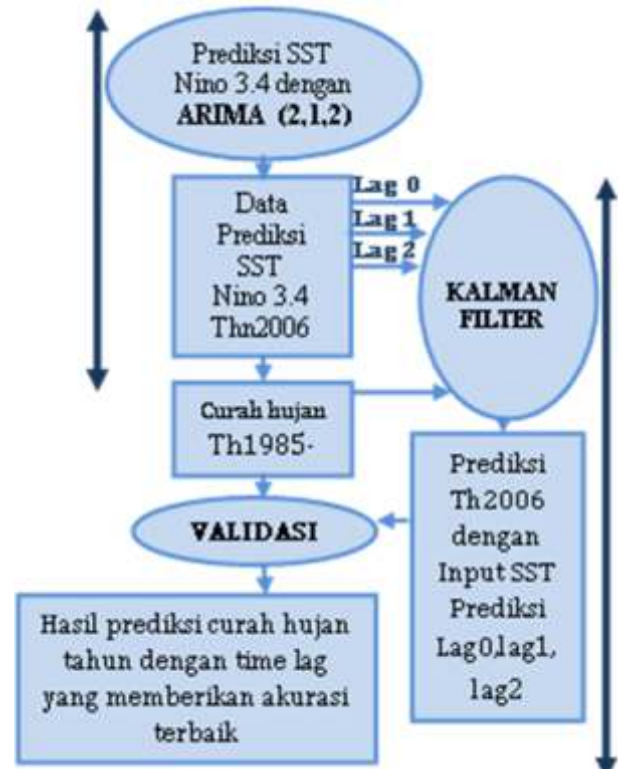 Prediksi SST
Nino 3.4 dengan
ARIMA (2,1,2)
Data
Prediksi
SST
Nino 3.4
Thn2006
Lag 0
Lag 1
Lag 2
KALMAN
FILTER
Curah hujan
Th1985-
VALIDASI
Prediksi
Th2006
dengan
Input SST
Prediksi
Lag0,lag1,
lag2
Hasil prediksi curah hujan
tahun dengan time lag
yang memberikan akurasi
terbaik